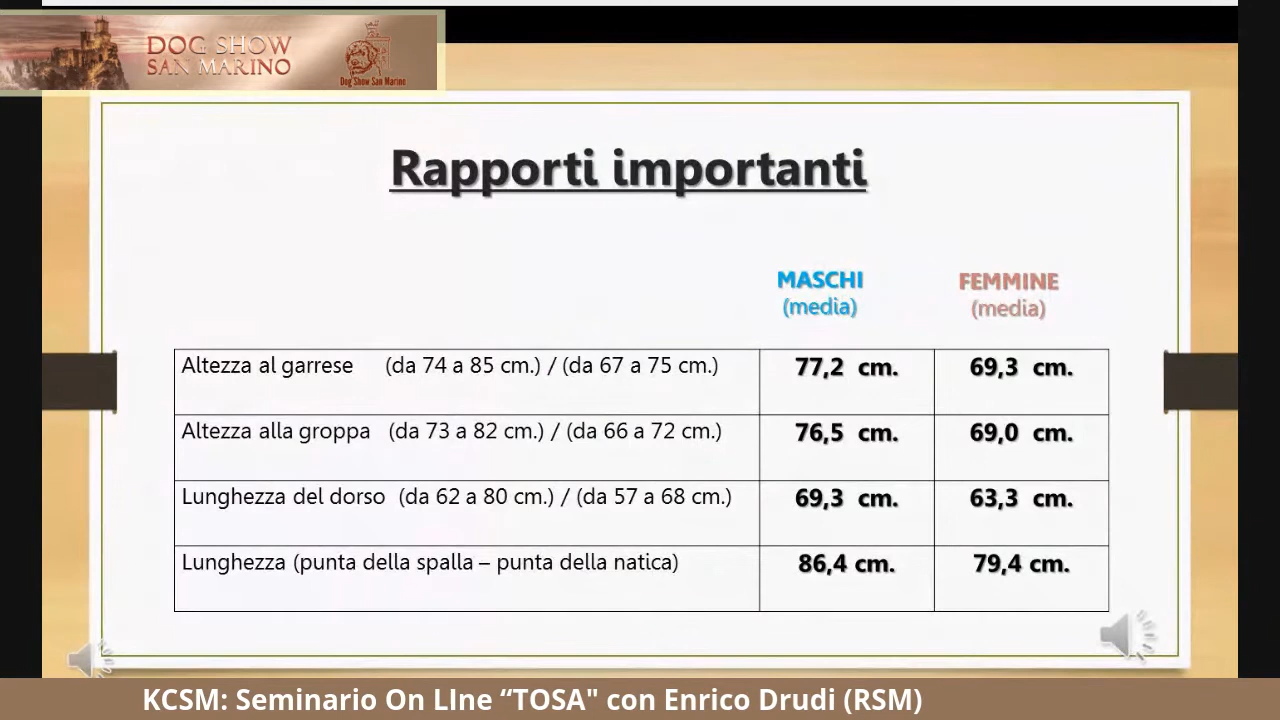 DOG SHOW
SAN MARINO
Dog Show San Marino
Rapporti importanti
MASCHI
(media)
FEMMINE
(media)
Altezza al garrese (da 74 a 85 cm.) / (da 67 a 75 cm.) 77,2 cm. 69,3 cm.
Altezza alla groppa (da 73 a 82 cm.) / (da 66 a 72 cm.) 76,5 cm. 69,0 cm.
Lunghezza del dorso (da 62 a 80 cm.) / (da 57 a 68 cm.) 69,3 cm. 63,3 cm.
Lunghezza (punta della spalla – punta della natica) 86,4 cm. 79,4 cm.
KCSM: Seminario On LIne “TOSA" con Enrico Drudi (RSM)